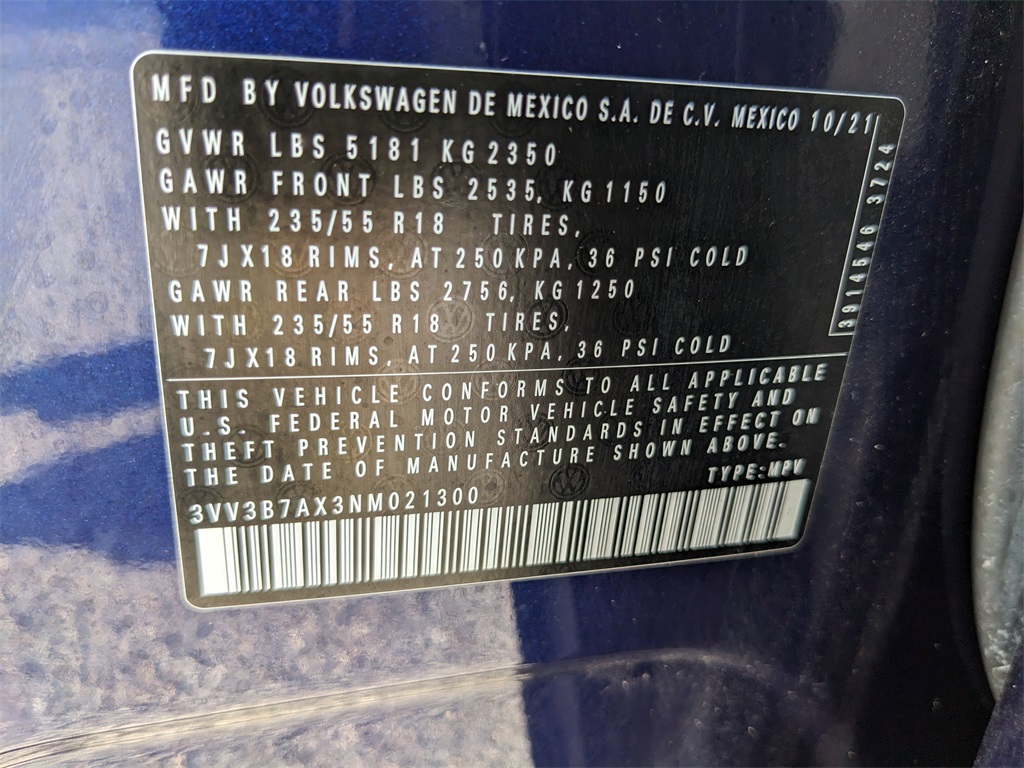 MFD BY VOLKSWAGEN DE MEXICO S.A. DE C.V. MEXICO 10/21
GVWR LBS 5181 KG 2350
GAWR FRONT LBS 2535, KG 1150
WITH 235/55 R18 TIRES,
7JX18 RIMS, AT 250 KPA, 36 PSI COLD
GAWR REAR LBS 2756, KG 1250
WITH 235/55 R18 TIRES,
7JX18 RIMS, AT 250 KPA, 36 PSI COLD
3914546 3724
THIS VEHICLE CONFORMS TO ALL APPLICABLE
U.S. FEDERAL MOTOR VEHICLE SAFETY AND
THEFT PREVENTION STANDARDS IN EFFECT ON
THE DATE OF MANUFACTURE SHOWN ABOVE.
TYPE:MPV
3VV3B7AX3NM021300